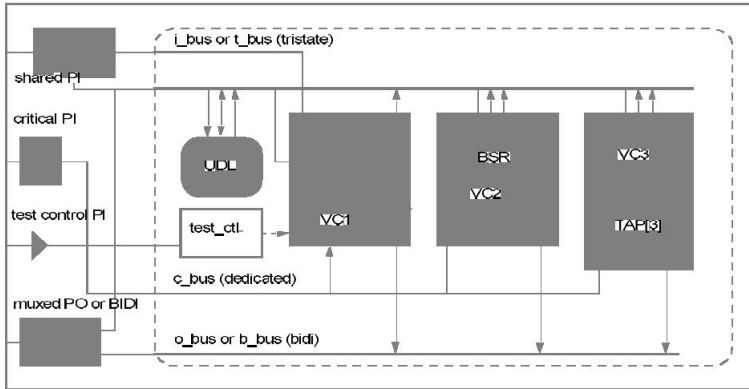 i_bus or t_bus (tristate)
shared PI
critical PI
UDL
BSR
VC2
VC3
test control PI
test_ctl
VC1
TAP[3]
c_bus (dedicated)
muxed PO or BIDI
o_bus or b_bus (bidi)